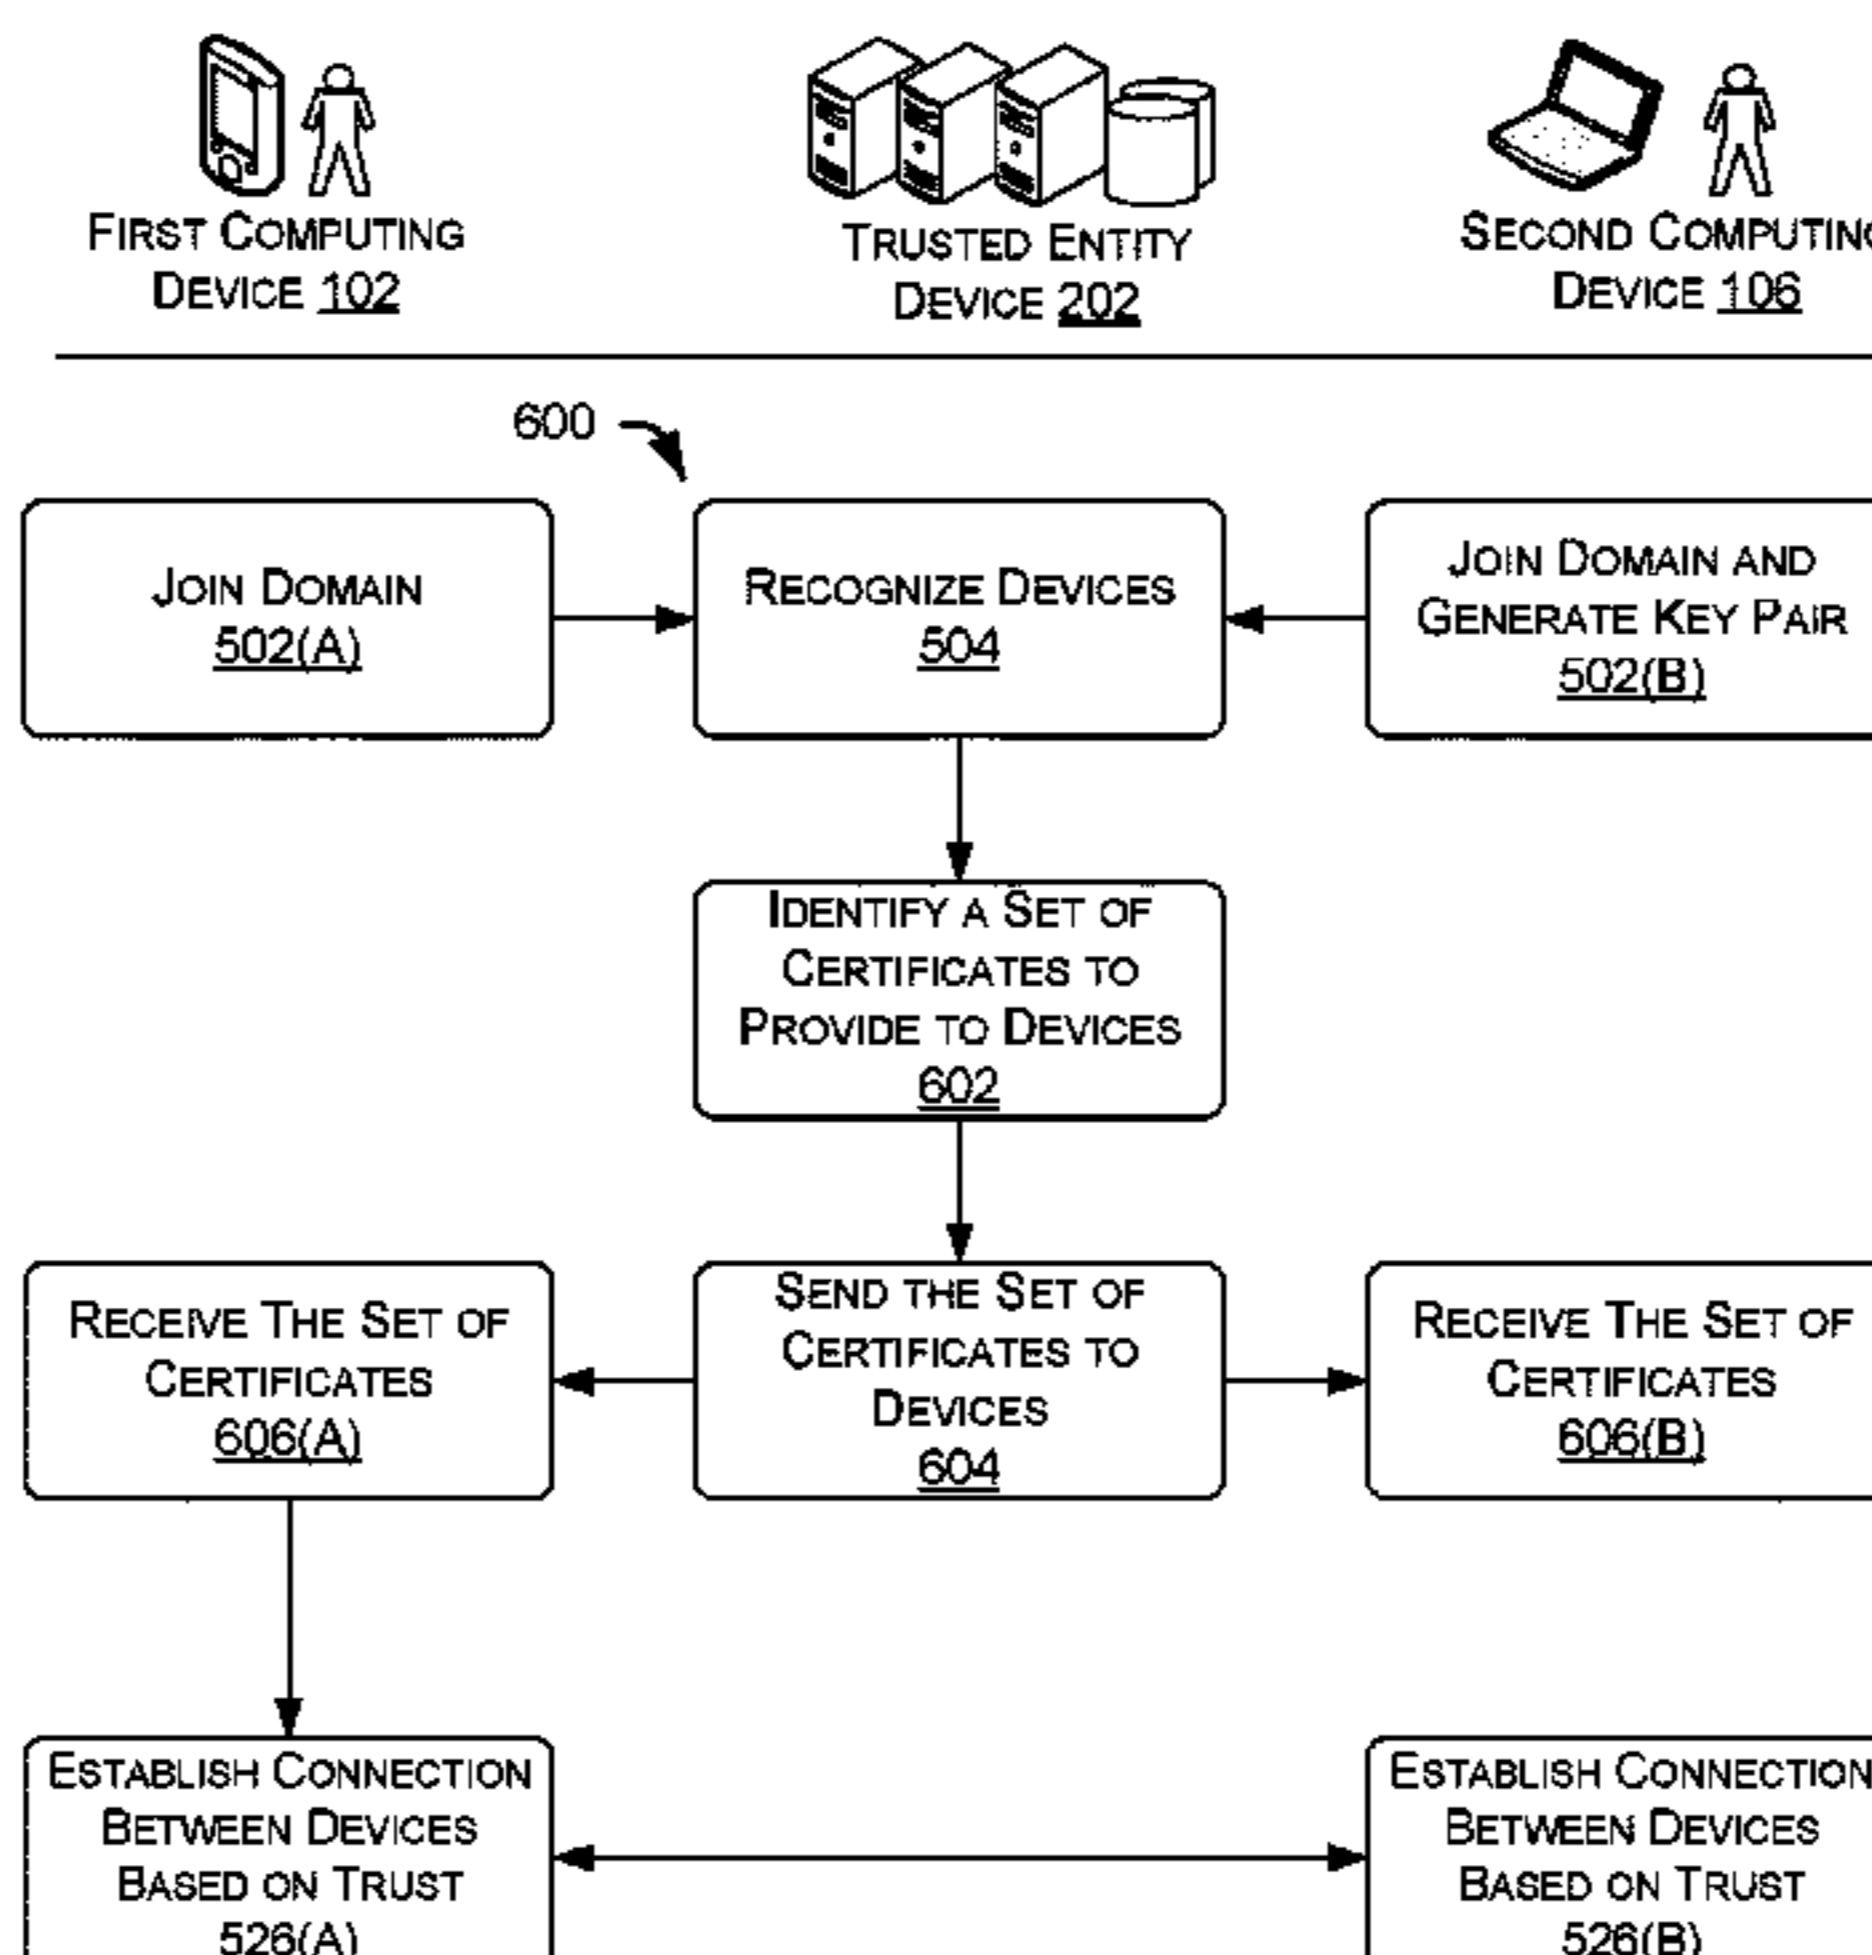 FIRST COMPUTING
DEVICE 102
TRUSTED ENTITY
DEVICE 202
SECOND COMPUTING
DEVICE 106
600
JOIN DOMAIN
502(A)
RECOGNIZE DEVICES
504
JOIN DOMAIN AND
GENERATE KEY PAIR
502(B)
IDENTIFY A SET OF
CERTIFICATES TO
PROVIDE TO DEVICES
602
RECEIVE THE SET OF
CERTIFICATES
606(A)
SEND THE SET OF
CERTIFICATES TO
DEVICES
604
RECEIVE THE SET OF
CERTIFICATES
606(B)
ESTABLISH CONNECTION
BETWEEN DEVICES
BASED ON TRUST
526(A)
ESTABLISH CONNECTION
BETWEEN DEVICES
BASED ON TRUST
526(B)